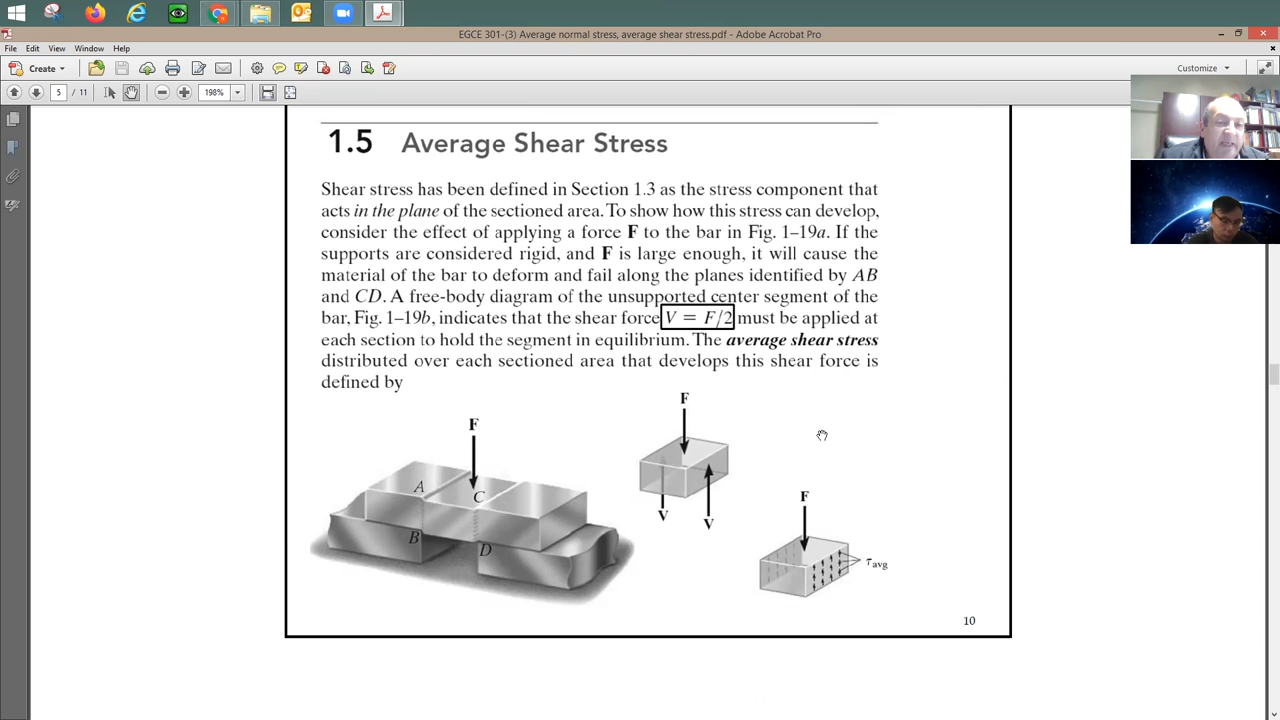 EGCE 301-(3) Average normal stress, average shear stress.pdf - Adobe Acrobat Pro
File Edit View Window Help
Create Customize
5 / 11 198%
1.5 Average Shear Stress
Shear stress has been defined in Section 1.3 as the stress component that
acts in the plane of the sectioned area. To show how this stress can develop,
consider the effect of applying a force F to the bar in Fig. 1–19a. If the
supports are considered rigid, and F is large enough, it will cause the
material of the bar to deform and fail along the planes identified by AB
and CD. A free-body diagram of the unsupported center segment of the
bar, Fig. 1–19b, indicates that the shear force V = F/2 must be applied at
each section to hold the segment in equilibrium. The average shear stress
distributed over each sectioned area that develops this shear force is
defined by
F
A
C
B
D
F
V
V
F
τavg
10